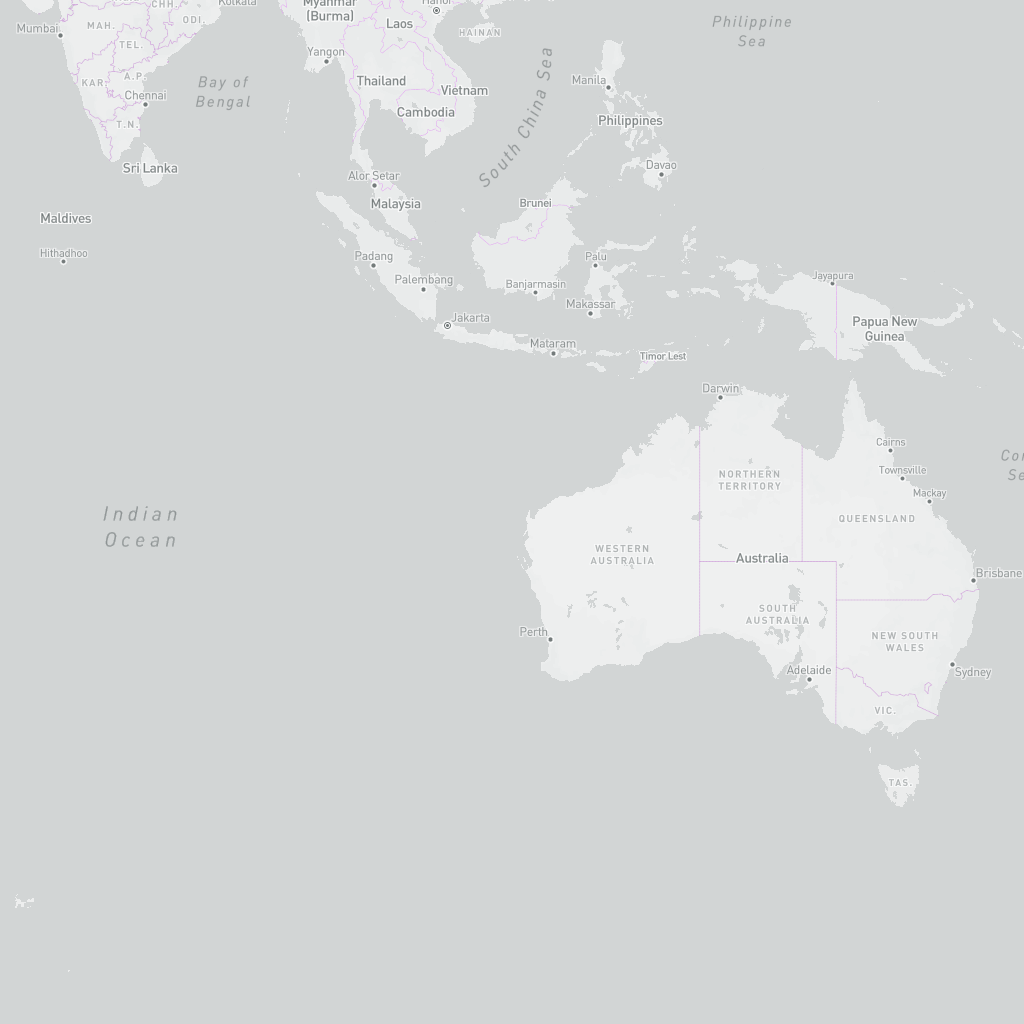 Kolkata
Myanmar
(Burma)
Hanoi
CHH.
MAH.
ODI.
Laos
Mumbai
HAINAN
Philippine
Sea
TEL.
Yangon
KAR.
A.P.
Bay of
Bengal
Thailand
Manila
Chennai
Vietnam
Cambodia
South China Sea
T.N.
Philippines
Sri Lanka
Davao
Alor Setar
Malaysia
Brunei
Maldives
Hithadhoo
Padang
Palu
Palembang
Banjarmasin
Jayapura
Makassar
Jakarta
Papua New
Guinea
Mataram
Timor Lest
Darwin
Cairns
Townsville
NORTHERN
TERRITORY
Mackay
Indian
Ocean
QUEENSLAND
WESTERN
AUSTRALIA
Australia
Brisbane
SOUTH
AUSTRALIA
Perth
NEW SOUTH
WALES
Adelaide
Sydney
VIC.
TAS.